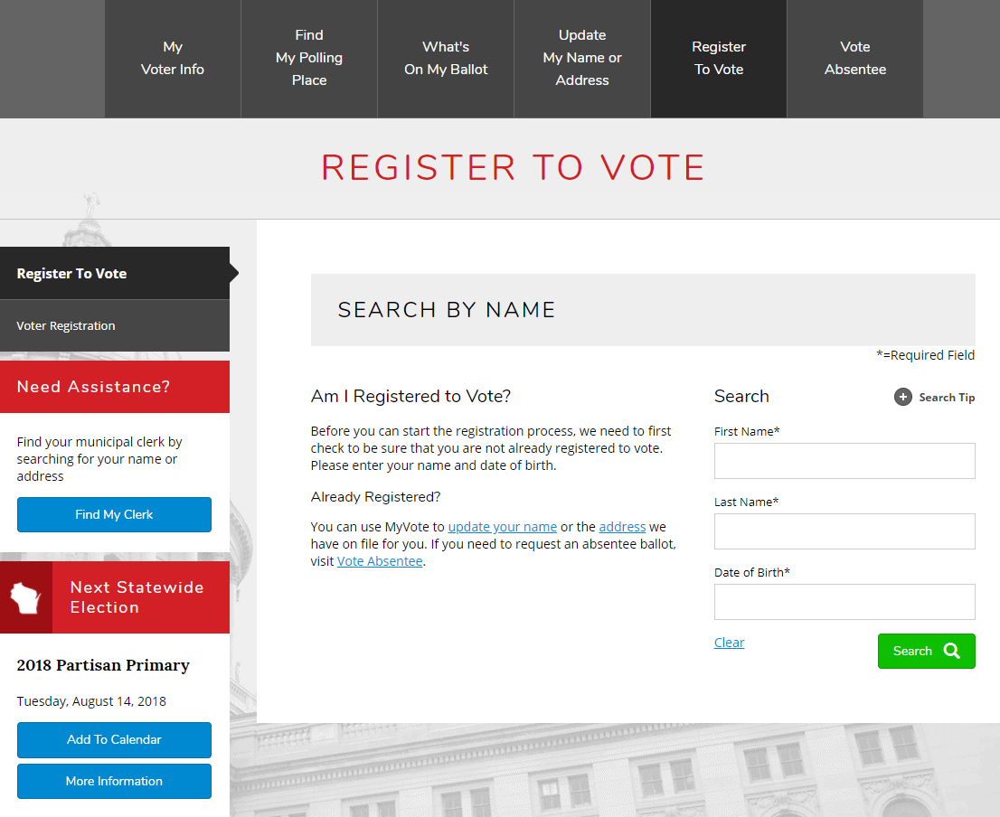 My
Voter Info
Find
My Polling
Place
What's
On My Ballot
Update
My Name or
Address
Register
To Vote
Vote
Absentee
REGISTER TO VOTE
Register To Vote
Voter Registration
Need Assistance?
Find your municipal clerk by
searching for your name or
address
Find My Clerk
Next Statewide
Election
2018 Partisan Primary
Tuesday, August 14, 2018
Add To Calendar
More Information
SEARCH BY NAME
*=Required Field
Am I Registered to Vote?
Before you can start the registration process, we need to first
check to be sure that you are not already registered to vote.
Please enter your name and date of birth.
Already Registered?
You can use MyVote to update your name or the address we
have on file for you. If you need to request an absentee ballot,
visit Vote Absentee.
Search
Search Tip
First Name*
Last Name*
Date of Birth*
Clear
Search